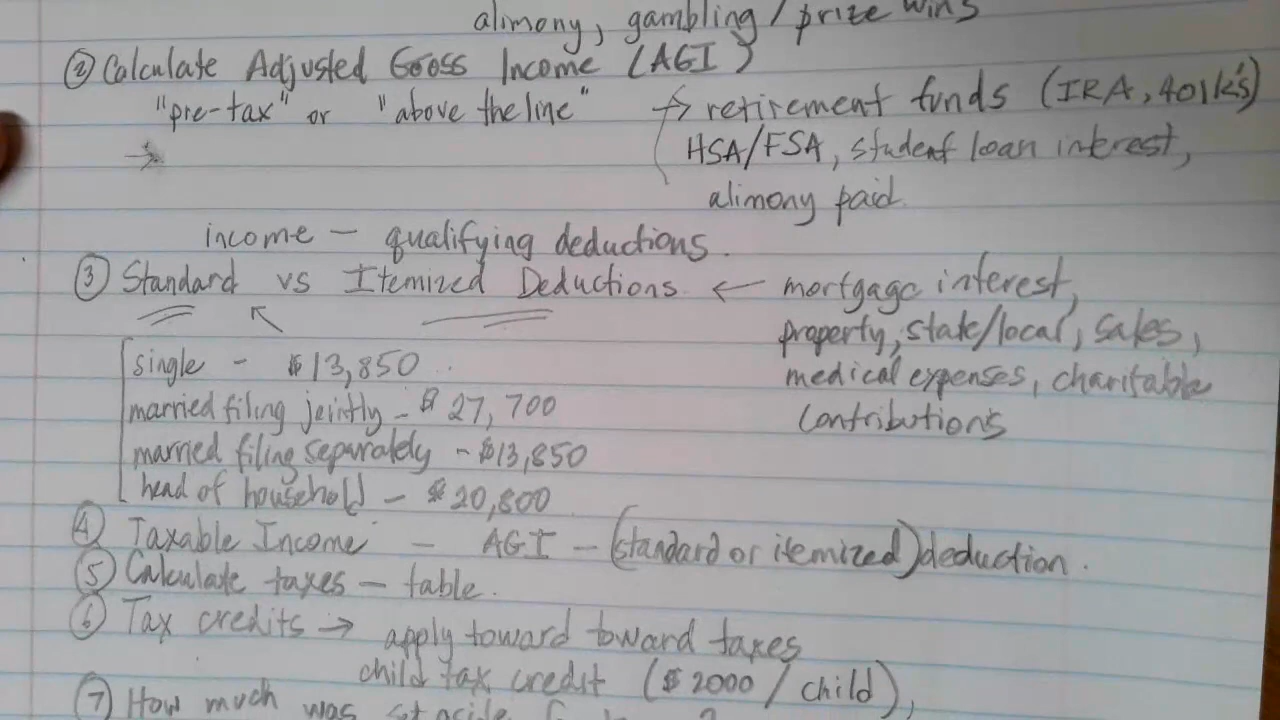 alimony, gambling / prize wins
② Calculate Adjusted Gross Income (AGI)
"pre-tax" or "above the line" → retirement funds (IRA, 401k's)
→ HSA/FSA, student loan interest,
alimony paid.
income - qualifying deductions.
③ Standard vs Itemized Deductions ← mortgage interest,
property, state/local, sales,
single - $13,850
medical expenses, charitable
married filing jointly - $27,700
contributions
married filing separately - $13,850
head of household - $20,800
④ Taxable Income - AGI - (standard or itemized) deduction.
⑤ Calculate taxes - table.
⑥ Tax credits → apply toward toward taxes
child tax credit ($2000 / child),
⑦ How much was set aside